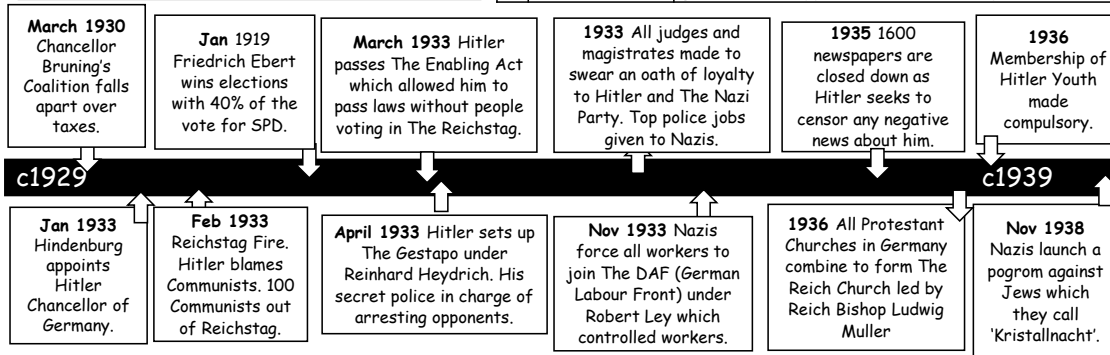 March 1930
Chancellor
Bruning's
Coalition falls
apart over
taxes.
Jan 1919
Friedrich Ebert
wins elections
with 40% of the
vote for SPD.
March 1933 Hitler
passes The Enabling Act
which allowed him to
pass laws without people
voting in The Reichstag.
1933 All judges and
magistrates made to
swear an oath of loyalty
to Hitler and The Nazi
Party. Top police jobs
given to Nazis.
1935 1600
newspapers are
closed down as
Hitler seeks to
censor any negative
news about him.
1936
Membership of
Hitler Youth
made
compulsory.
c1929
c1939
Jan 1933
Hindenburg
appoints
Hitler
Chancellor of
Germany.
Feb 1933
Reichstag Fire.
Hitler blames
Communists. 100
Communists out
of Reichstag.
April 1933 Hitler sets up
The Gestapo under
Reinhard Heydrich. His
secret police in charge of
arresting opponents.
Nov 1933 Nazis
force all workers to
join The DAF (German
Labour Front) under
Robert Ley which
controlled workers.
1936 All Protestant
Churches in Germany
combine to form The
Reich Church led by
Reich Bishop Ludwig
Muller
Nov 1938
Nazis launch a
pogrom against
Jews which
they call
'Kristallnacht'.